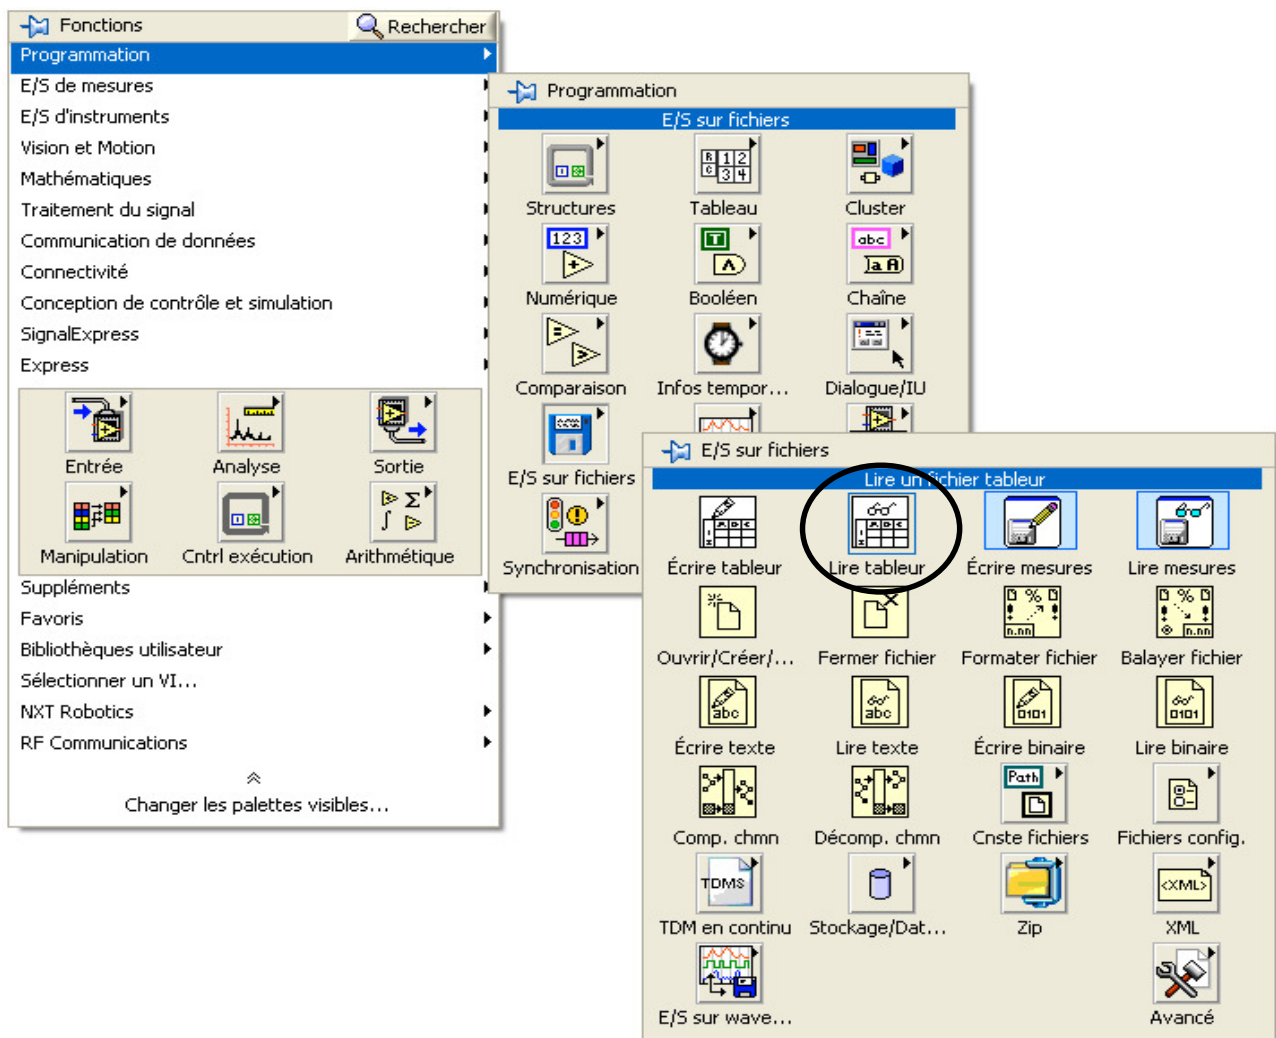 Fonctions Rechercher
Programmation
E/S de mesures
E/S d'instruments
Vision et Motion
Mathématiques
Traitement du signal
Communication de données
Connectivité
Conception de contrôle et simulation
SignalExpress
Express
Entrée Analyse Sortie
Manipulation Cntrl exécution Arithmétique
Suppléments
Favoris
Bibliothèques utilisateur
Sélectionner un VI...
NXT Robotics
RF Communications
Changer les palettes visibles...
Programmation
E/S sur fichiers
Structures Tableau Cluster
Numérique Booléen Chaîne
Comparaison Infos tempor... Dialogue/IU
E/S sur fichiers
Synchronisation
E/S sur fichiers
Lire un fichier tableur
Écrire tableur Lire tableur Écrire mesures Lire mesures
Ouvrir/Créer/... Fermer fichier Formater fichier Balayer fichier
Écrire texte Lire texte Écrire binaire Lire binaire
Comp. chmn Décomp. chmn Cnste fichiers Fichiers config.
TDM en continu Stockage/Dat... Zip XML
E/S sur wave... Avancé